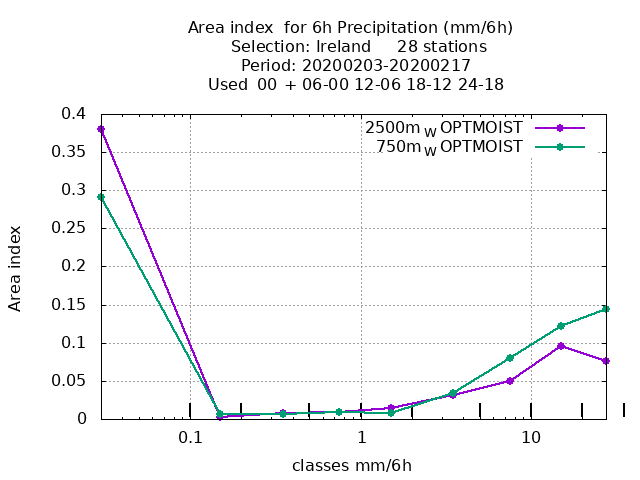 Area index  for 6h Precipitation (mm/6h)
Selection: Ireland     28 stations
Period: 20200203-20200217
Used  00  + 06-00 12-06 18-12 24-18
0.4
0.35
0.3
0.25
0.2
0.15
0.1
0.05
0
Area index
2500m W OPTMOIST
750m W OPTMOIST
0.1 1 10
classes mm/6h